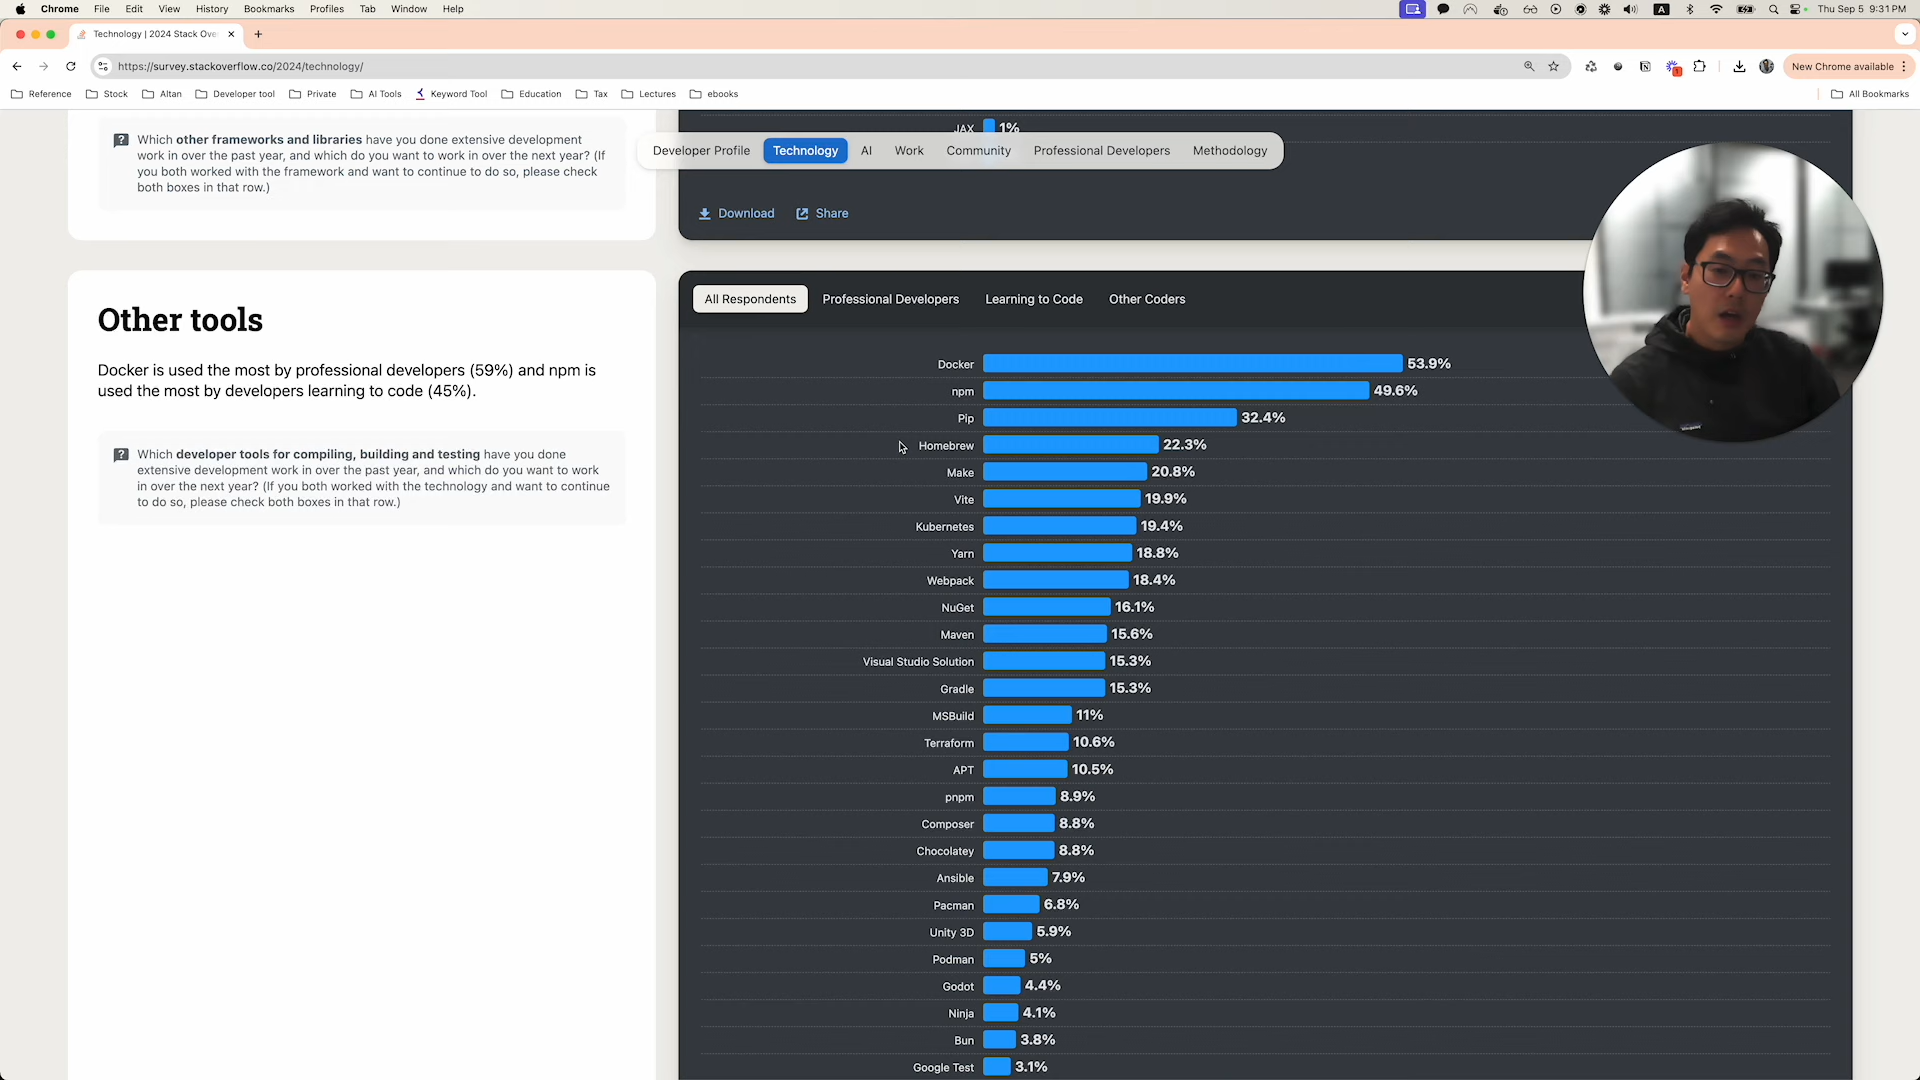 Chrome File Edit View History Bookmarks Profiles Tab Window Help A Thu Sep 5 9:31 PM
Technology | 2024 Stack Ove
https://survey.stackoverflow.co/2024/technology/ 1 New Chrome available
Reference Stock Altan Developer tool Private AI Tools Keyword Tool Education Tax Lectures ebooks All Bookmarks
JAX 1%
Developer Profile Technology AI Work Community Professional Developers Methodology
Which other frameworks and libraries have you done extensive development
work in over the past year, and which do you want to work in over the next year? (If
you both worked with the framework and want to continue to do so, please check
both boxes in that row.)
Download Share
Other tools
Docker is used the most by professional developers (59%) and npm is
used the most by developers learning to code (45%).
Which developer tools for compiling, building and testing have you done
extensive development work in over the past year, and which do you want to work
in over the next year? (If you both worked with the technology and want to continue
to do so, please check both boxes in that row.)
All Respondents Professional Developers Learning to Code Other Coders
Docker 53.9%
npm 49.6%
Pip 32.4%
Homebrew 22.3%
Make 20.8%
Vite 19.9%
Kubernetes 19.4%
Yarn 18.8%
Webpack 18.4%
NuGet 16.1%
Maven 15.6%
Visual Studio Solution 15.3%
Gradle 15.3%
MSBuild 11%
Terraform 10.6%
APT 10.5%
pnpm 8.9%
Composer 8.8%
Chocolatey 8.8%
Ansible 7.9%
Pacman 6.8%
Unity 3D 5.9%
Podman 5%
Godot 4.4%
Ninja 4.1%
Bun 3.8%
Google Test 3.1%